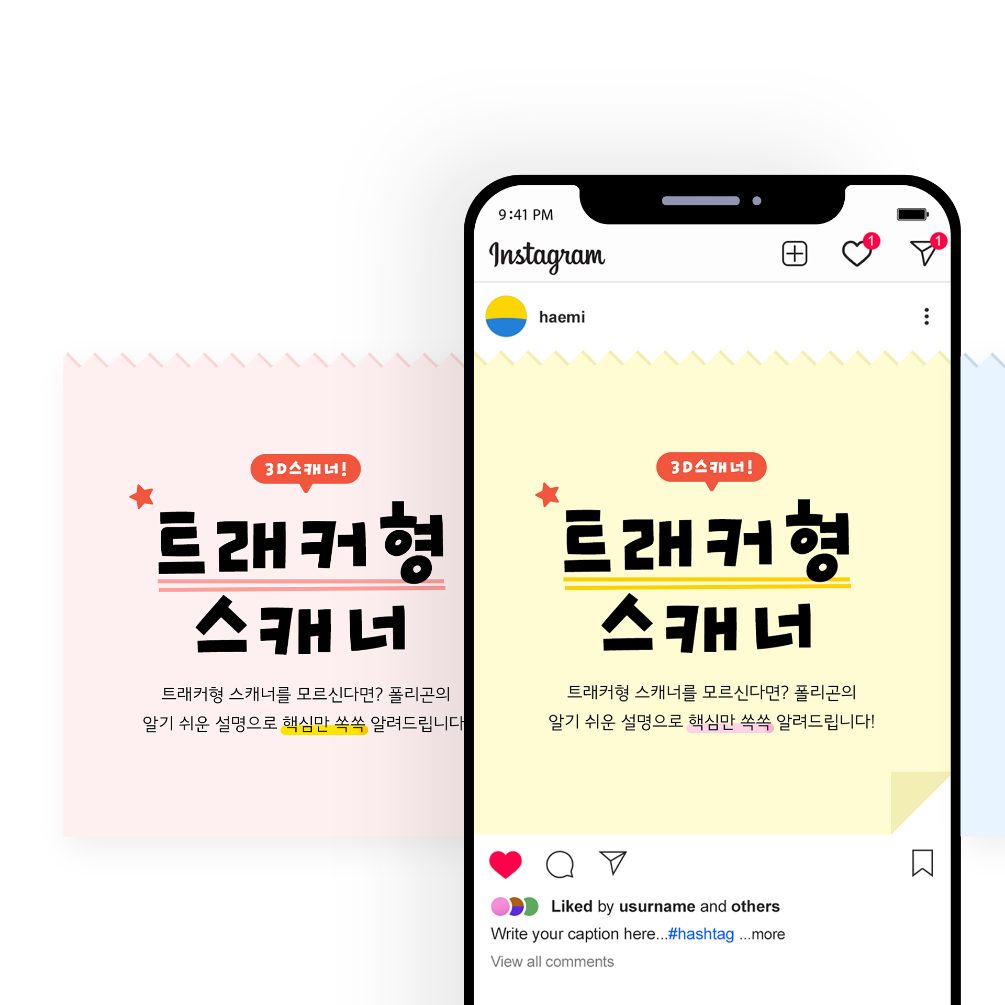 9:41 PM
Instagram
1
1
haemi
3D스캐너!
트래커형
스캐너
트래커형 스캐너를 모르신다면? 폴리곤의
알기 쉬운 설명으로 핵심만 쏙쏙 알려드립니다
3D스캐너!
트래커형
스캐너
트래커형 스캐너를 모르신다면? 폴리곤의
알기 쉬운 설명으로 핵심만 쏙쏙 알려드립니다!
Liked by usurname and others
Write your caption here...#hashtag ...more
View all comments